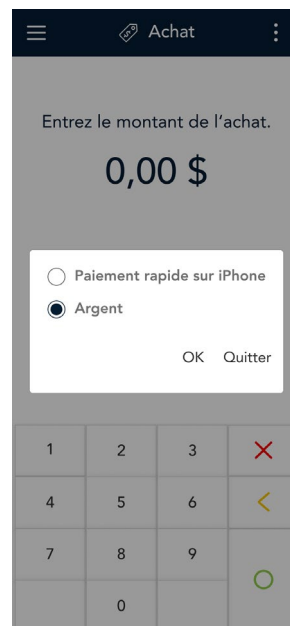 Achat
Entrez le montant de l'achat.
0,00 $
Paiement rapide sur iPhone
Argent
OK Quitter
1 2 3
4 5 6
7 8 9
0